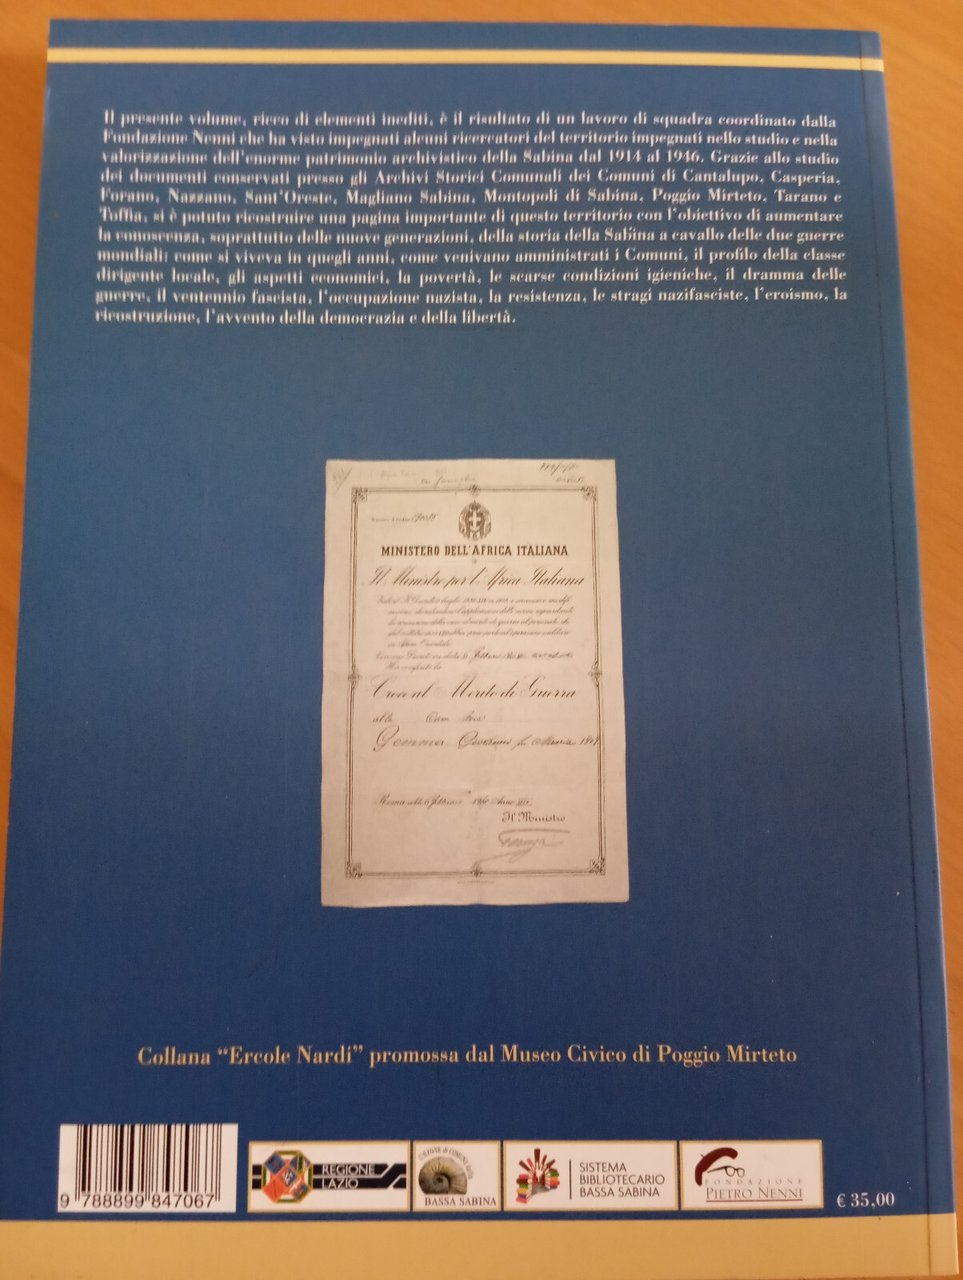 Il presente volume, ricco di elementi inediti, è il risultato di un lavoro di squadra coordinato dalla
Fondazione Nenni che ha visto impegnati alcuni ricercatori del territorio impegnati nello studio e nella
valorizzazione dell'enorme patrimonio archivistico della Sabina dal 1914 al 1946. Grazie allo studio
dei documenti conservati presso gli Archivi Storici Comunali dei Comuni di Cantalupo, Casperia,
Forano, Nazzano, Sant'Oreste, Magliano Sabina, Montopoli di Sabina, Poggio Mirteto, Tarano e
Toffia, si è potuto ricostruire una pagina importante di questo territorio con l'obiettivo di aumentare
la conoscenza, soprattutto delle nuove generazioni, della storia della Sabina a cavallo delle due guerre
mondiali: come si viveva in quegli anni, come venivano amministrati i Comuni, il profilo della classe
dirigente locale, gli aspetti economici, la povertà, le scarse condizioni igieniche, il dramma delle
guerre, il ventennio fascista, l'occupazione nazista, la resistenza, le stragi nazifasciste, l'eroismo, la
ricostruzione, l'avvento della democrazia e della libertà.
MINISTERO DELL'AFRICA ITALIANA
Il Ministro per l'Africa Italiana
Croce al Merito di Guerra
alla
Gemma
Il Ministro
Collana "Ercole Nardi" promossa dal Museo Civico di Poggio Mirteto
9 788899 847067
REGIONE
LAZIO
BASSA SABINA
SISTEMA
BIBLIOTECARIO
BASSA SABINA
FONDAZIONE
PIETRO NENNI
€ 35,00